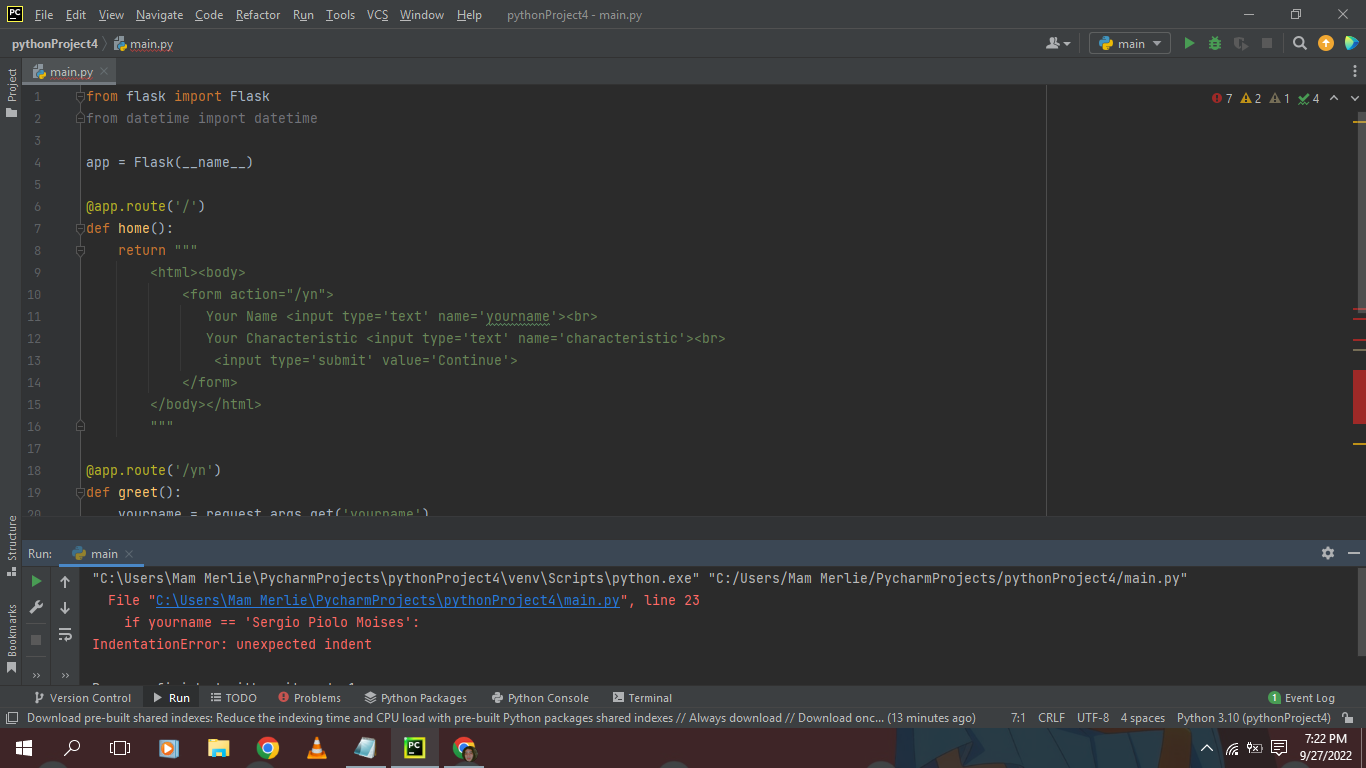 PC File Edit View Navigate Code Refactor Run Tools VCS Window Help pythonProject4 - main.py
pythonProject4 main.py main
Project
main.py
7 2 1 4
1 from flask import Flask
2 from datetime import datetime
3
4 app = Flask(__name__)
5
6 @app.route('/')
7 def home():
8 return """
9 <html><body>
10 <form action="/yn">
11 Your Name <input type='text' name='yourname'><br>
12 Your Characteristic <input type='text' name='characteristic'><br>
13 <input type='submit' value='Continue'>
14 </form>
15 </body></html>
16 """
17
18 @app.route('/yn')
19 def greet():
20 yourname = request.args.get('yourname')
Structure
Bookmarks
Run: main
"C:\Users\Mam Merlie\PycharmProjects\pythonProject4\venv\Scripts\python.exe" "C:/Users/Mam Merlie/PycharmProjects/pythonProject4/main.py"
File "C:\Users\Mam Merlie\PycharmProjects\pythonProject4\main.py", line 23
if yourname == 'Sergio Piolo Moises':
IndentationError: unexpected indent
Version Control Run TODO Problems Python Packages Python Console Terminal 1 Event Log
Download pre-built shared indexes: Reduce the indexing time and CPU load with pre-built Python packages shared indexes // Always download // Download onc... (13 minutes ago) 7:1 CRLF UTF-8 4 spaces Python 3.10 (pythonProject4)
PC
7:22 PM
9/27/2022